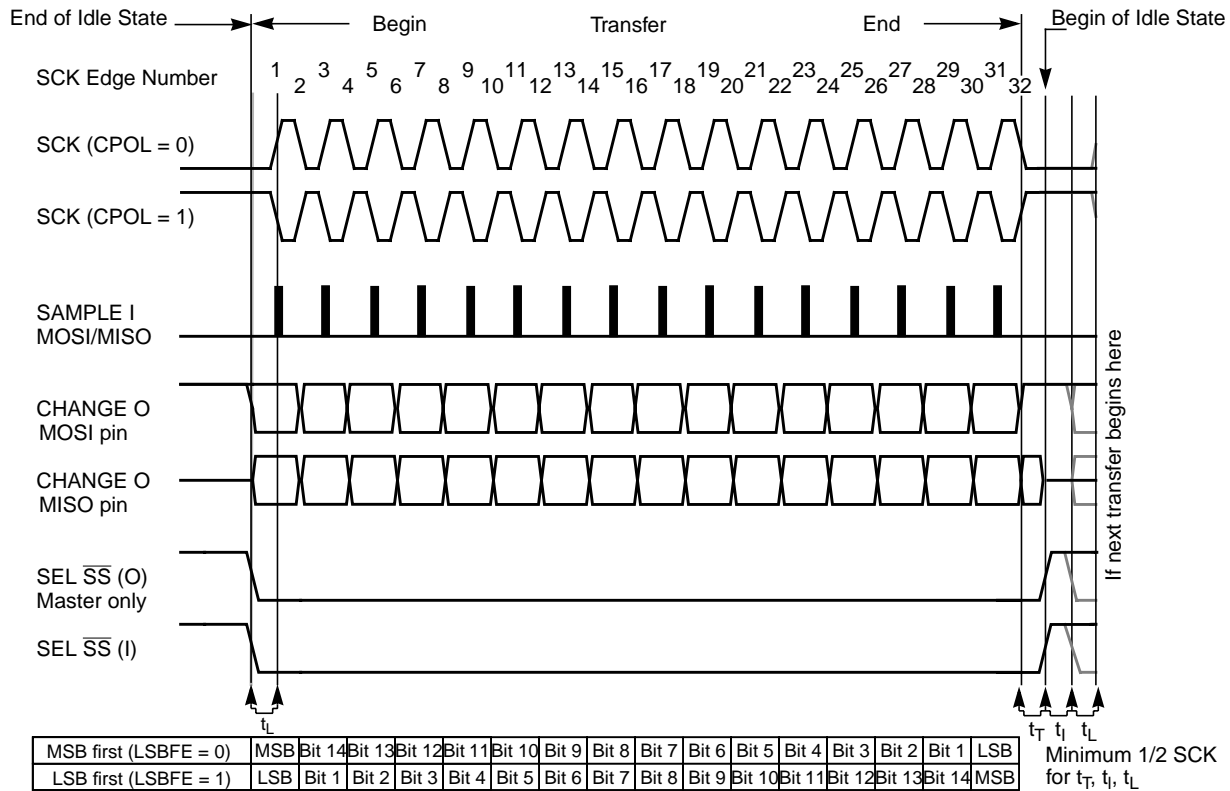 End of Idle State
Begin
Transfer
End
Begin of Idle State
SCK Edge Number
1 2 3 4 5 6 7 8 9 10 11 12 13 14 15 16 17 18 19 20 21 22 23 24 25 26 27 28 29 30 31 32
SCK (CPOL = 0)
SCK (CPOL = 1)
SAMPLE I
MOSI/MISO
CHANGE O
MOSI pin
CHANGE O
MISO pin
SEL SS (O)
Master only
SEL SS (I)
If next transfer begins here
tL
tT tI tL
MSB first (LSBFE = 0) MSB Bit 14 Bit 13 Bit 12 Bit 11 Bit 10 Bit 9 Bit 8 Bit 7 Bit 6 Bit 5 Bit 4 Bit 3 Bit 2 Bit 1 LSB
LSB first (LSBFE = 1) LSB Bit 1 Bit 2 Bit 3 Bit 4 Bit 5 Bit 6 Bit 7 Bit 8 Bit 9 Bit 10 Bit 11 Bit 12 Bit 13 Bit 14 MSB
Minimum 1/2 SCK
for tT, tI, tL